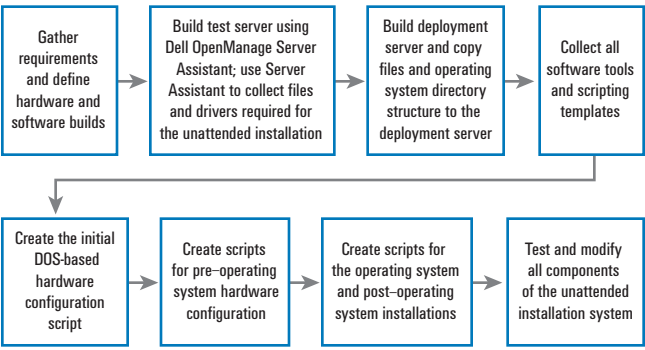 Gather
requirements
and define
hardware and
software builds
Build test server using
Dell OpenManage Server
Assistant; use Server
Assistant to collect files
and drivers required for
the unattended installation
Build deployment
server and copy
files and operating
system directory
structure to the
deployment server
Collect all
software tools
and scripting
templates
Create the initial
DOS-based
hardware
configuration
script
Create scripts
for pre–operating
system hardware
configuration
Create scripts for
the operating system
and post–operating
system installations
Test and modify
all components
of the unattended
installation system